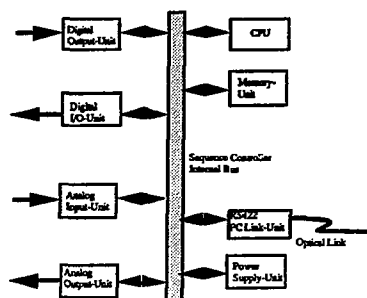 Digital
Output-Unit
CPU
Digital
I/O-Unit
Memory-
Unit
Sequence Controller
Internal Bus
Analog
Input-Unit
RS422
PC Link-Unit
Optical Link
Analog
Output-Unit
Power
Supply-Unit